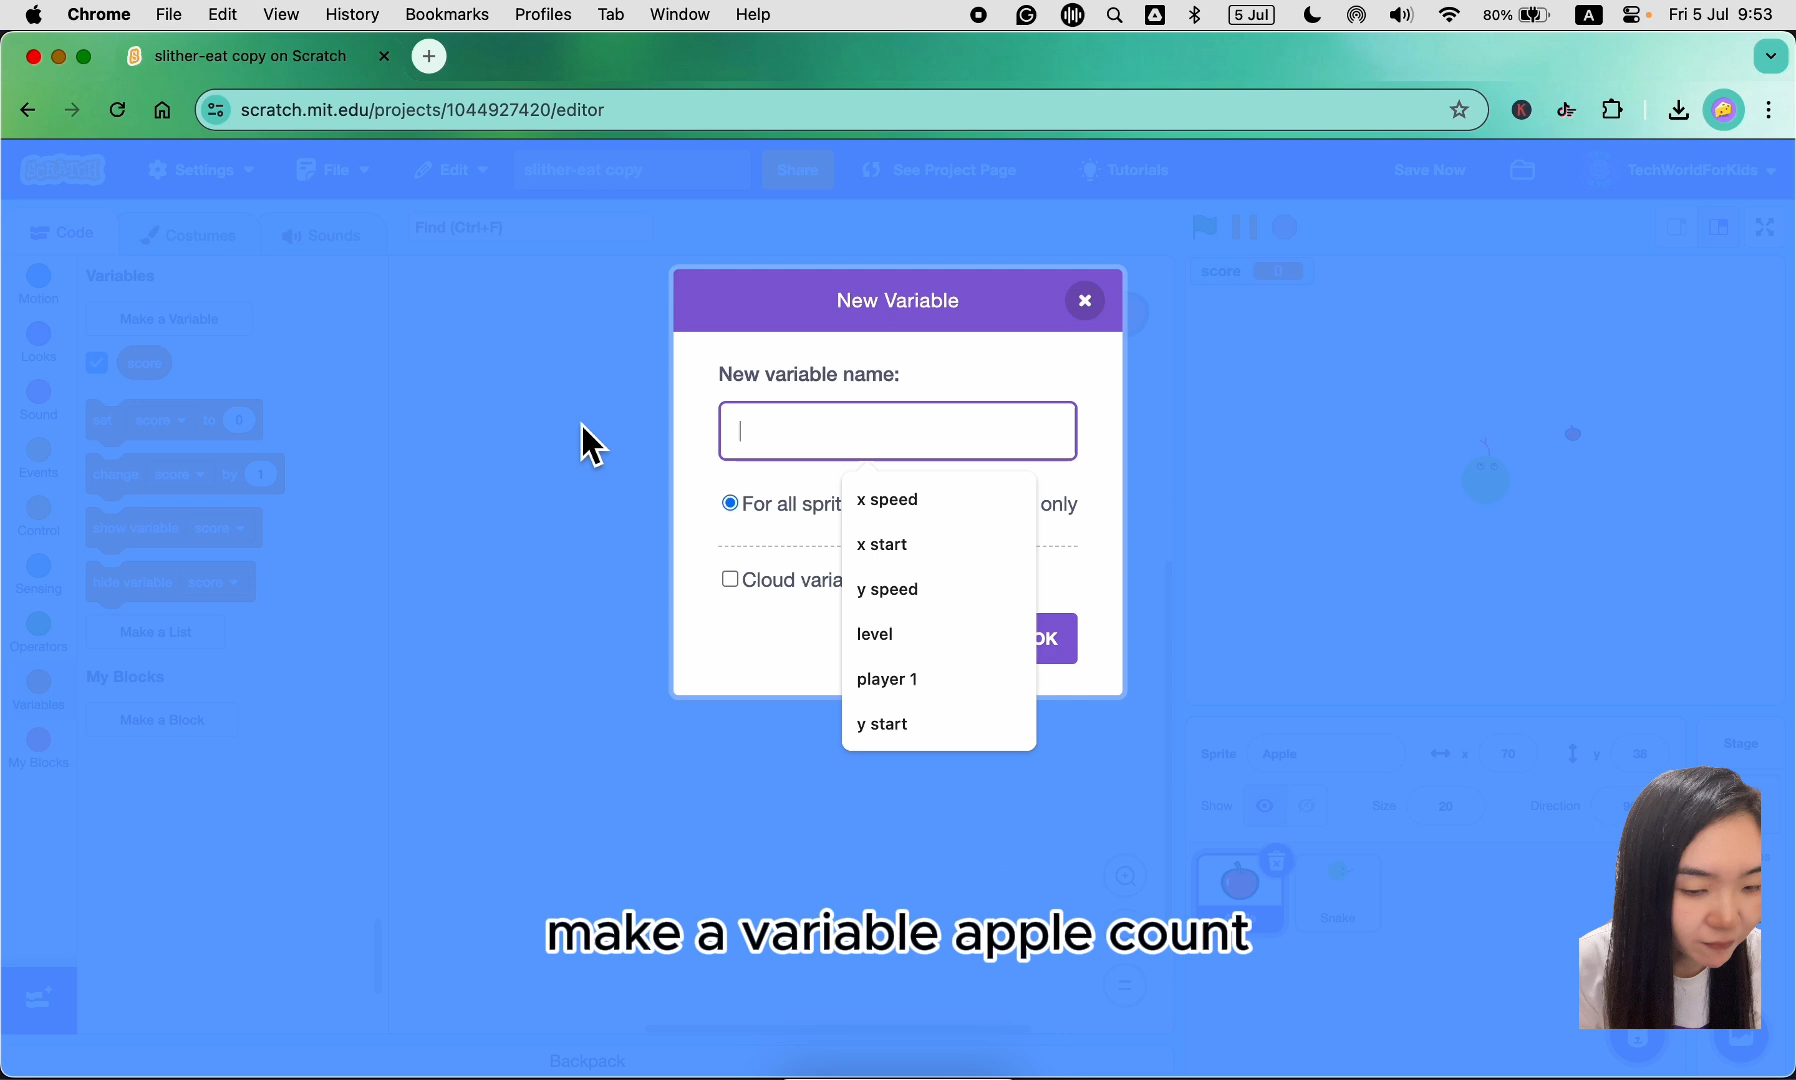 Chrome File Edit View History Bookmarks Profiles Tab Window Help 5 Jul 80% A Fri 5 Jul 9:53
slither-eat copy on Scratch
scratch.mit.edu/projects/1044927420/editor
SCRATCH Settings File Edit slither-eat copy Share See Project Page Tutorials Save Now TechWorldForKids
Code Costumes Sounds Find (Ctrl+F)
Motion
Looks
Sound
Events
Control
Sensing
Operators
Variables
My Blocks
Variables
Make a Variable
score
set score to 0
change score by 1
show variable score
hide variable score
Make a List
My Blocks
Make a Block
New Variable
New variable name:
For all sprit
only
Cloud varia
OK
x speed
x start
y speed
level
player 1
y start
score 0
Sprite Apple x 70 y 38
Show Size 20 Direction
Stage
Snake
Backpack
make a variable apple count